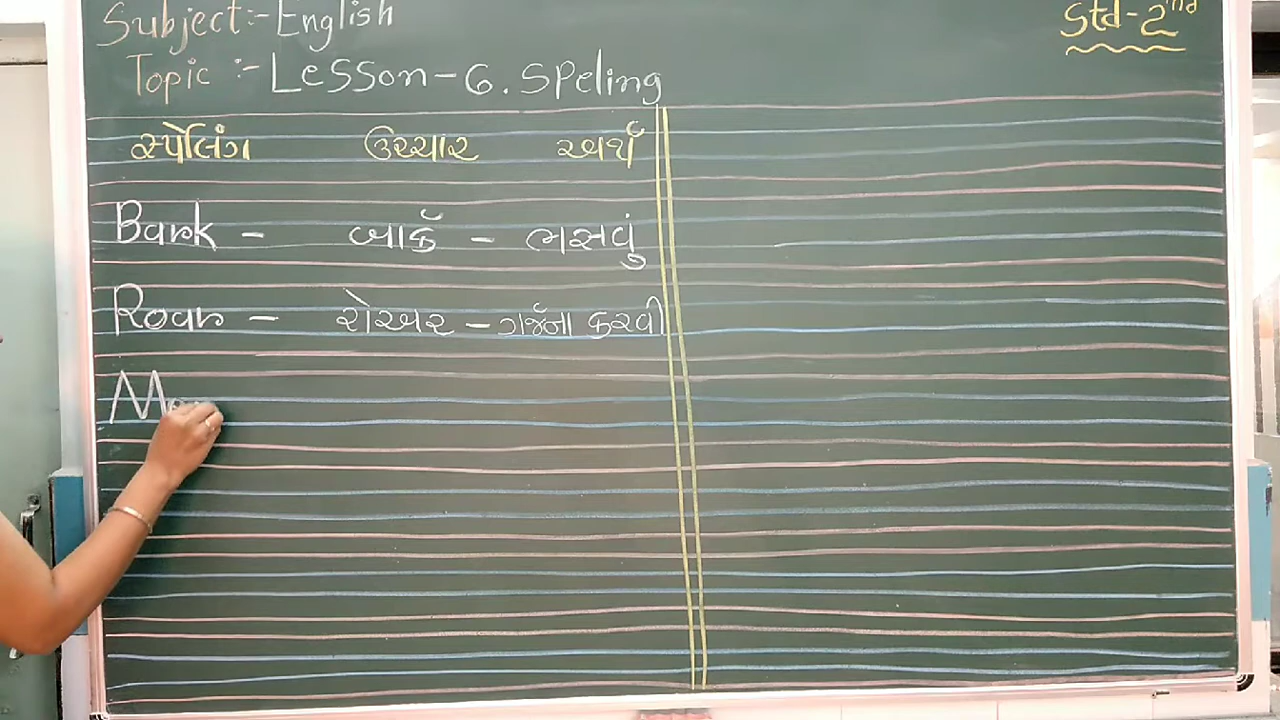 Subject:- English
Std-2nd
Topic :- Lesson-6. Speling
સ્પેલિંગ ઉચ્ચાર અર્થ
Bark - બાર્ક - ભસવું
Roar - રોઅર - ગર્જના કરવી